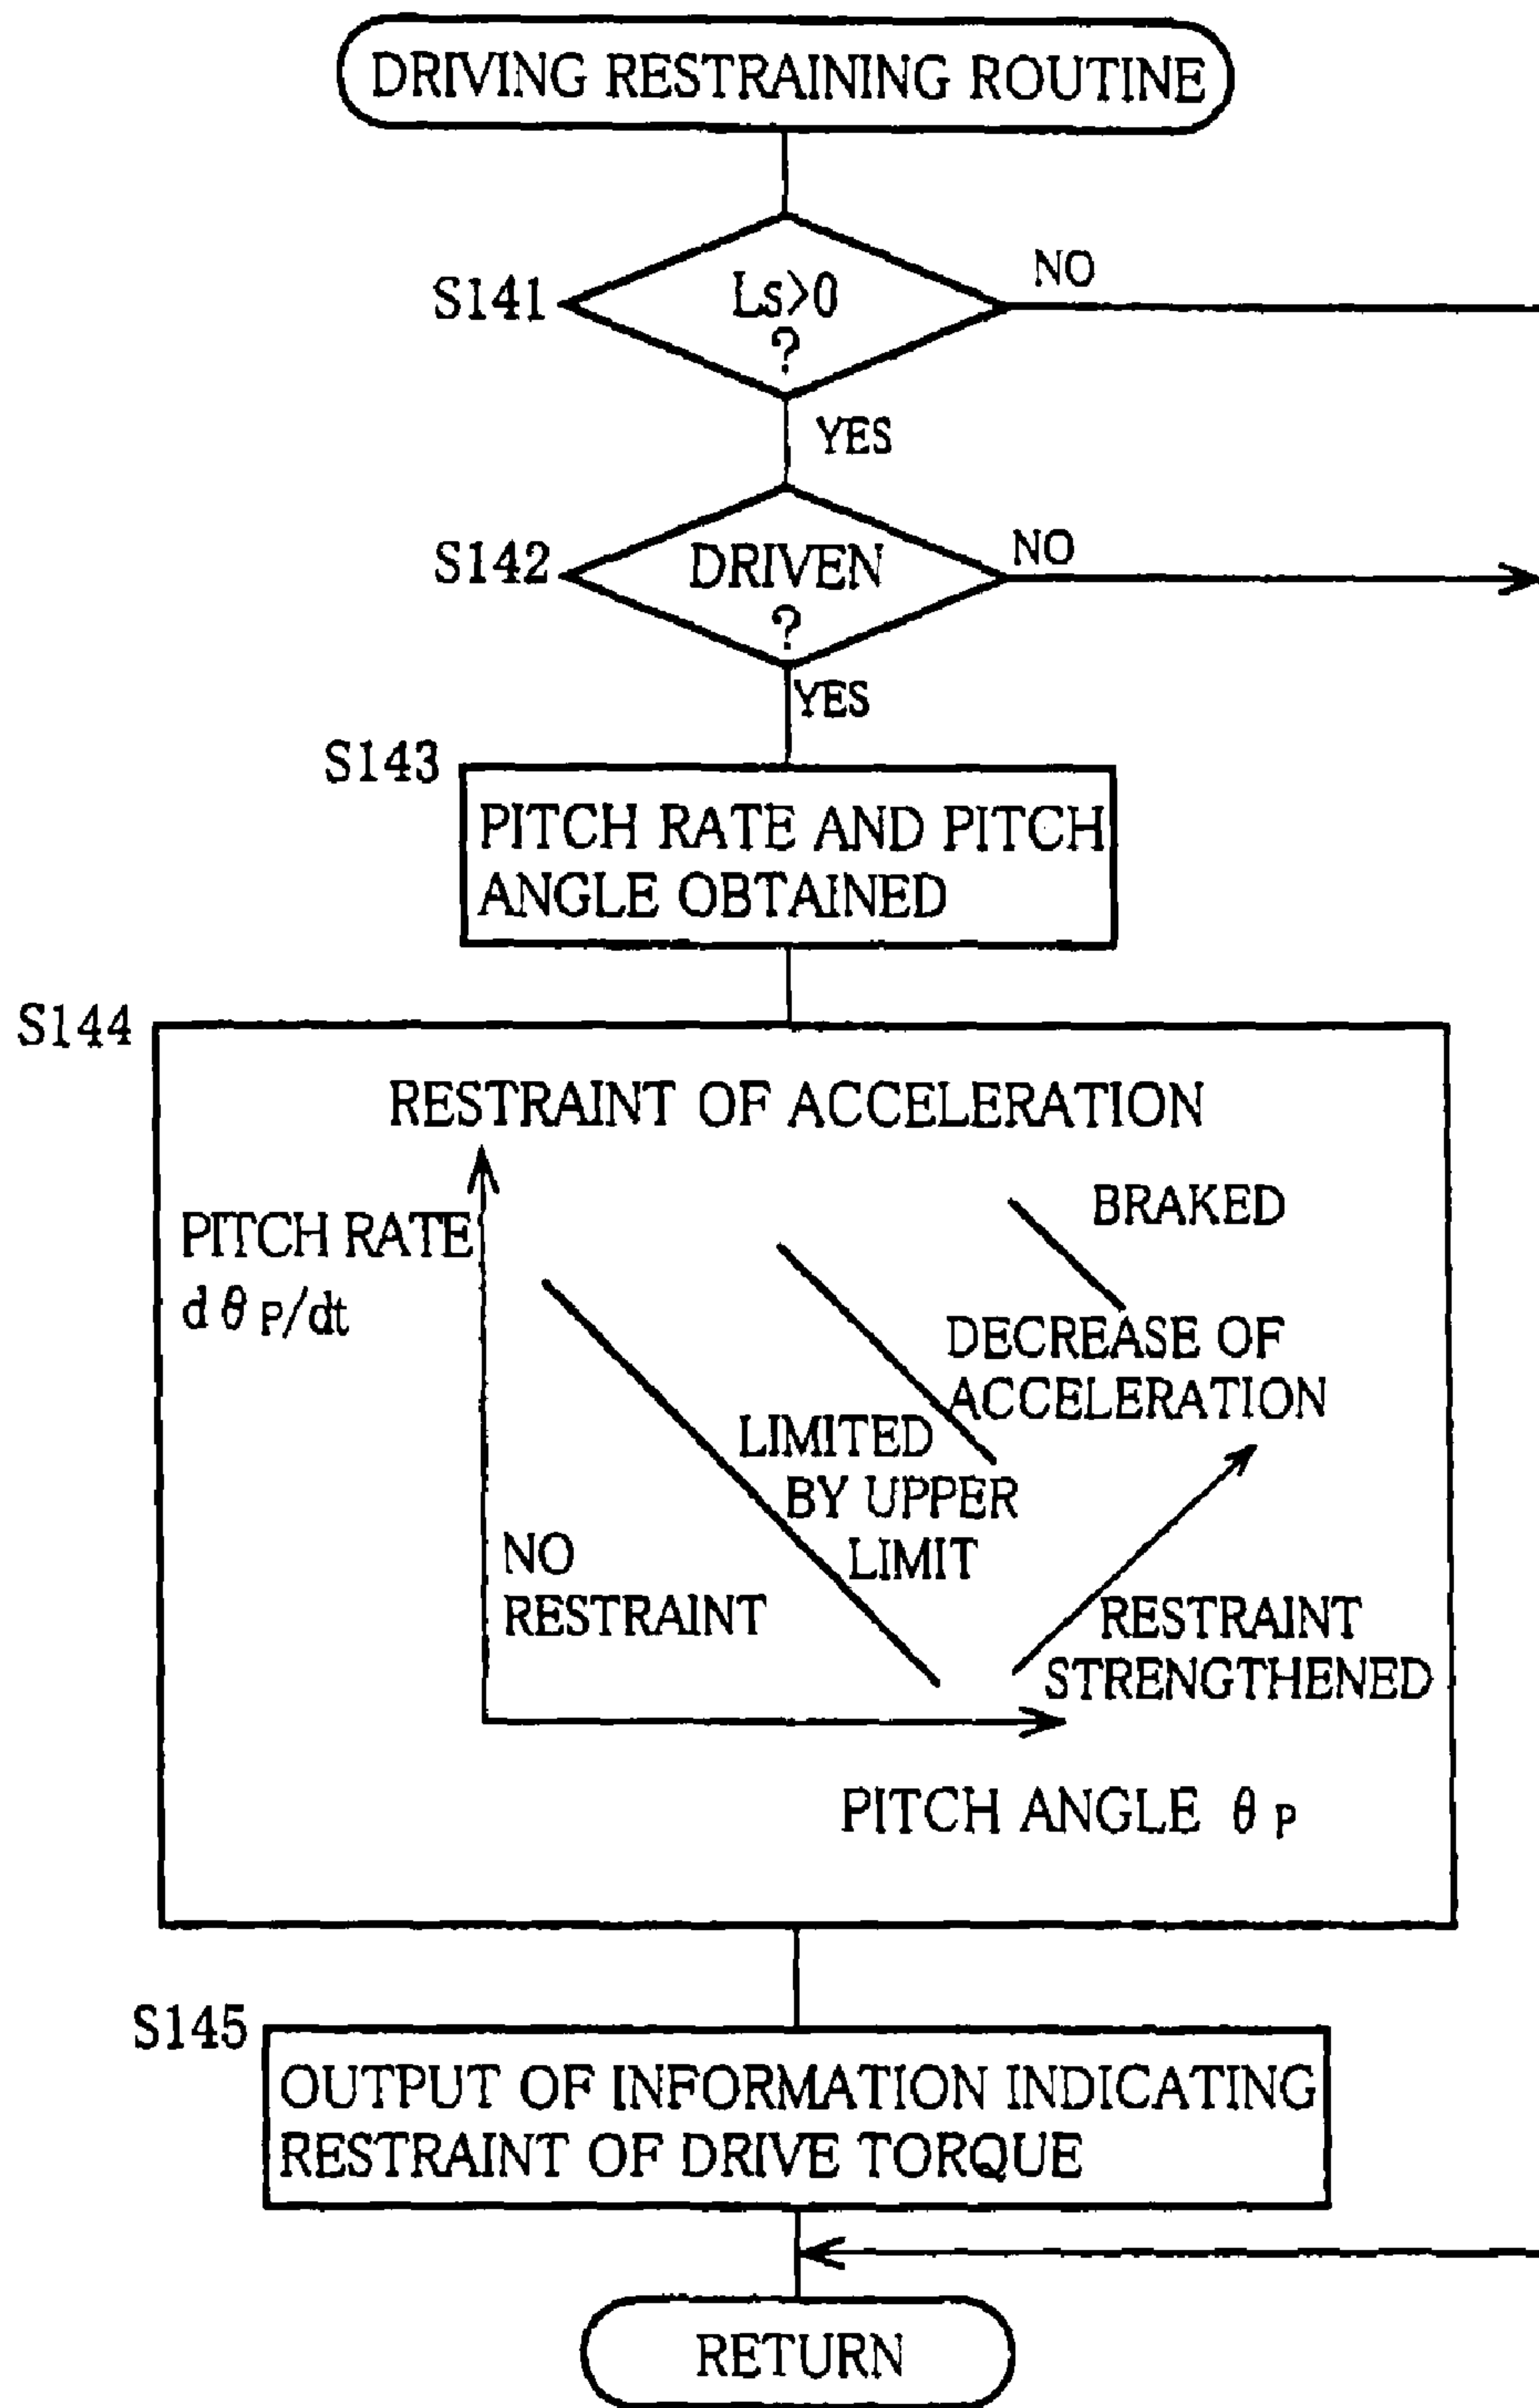 DRIVING RESTRAINING ROUTINE
S141
Ls>0
?
NO
YES
S142
DRIVEN
?
NO
YES
S143
PITCH RATE AND PITCH
ANGLE OBTAINED
S144
RESTRAINT OF ACCELERATION
PITCH RATE
dθP/dt
BRAKED
DECREASE OF
ACCELERATION
LIMITED
BY UPPER
LIMIT
NO
RESTRAINT
RESTRAINT
STRENGTHENED
PITCH ANGLE θP
S145
OUTPUT OF INFORMATION INDICATING
RESTRAINT OF DRIVE TORQUE
RETURN